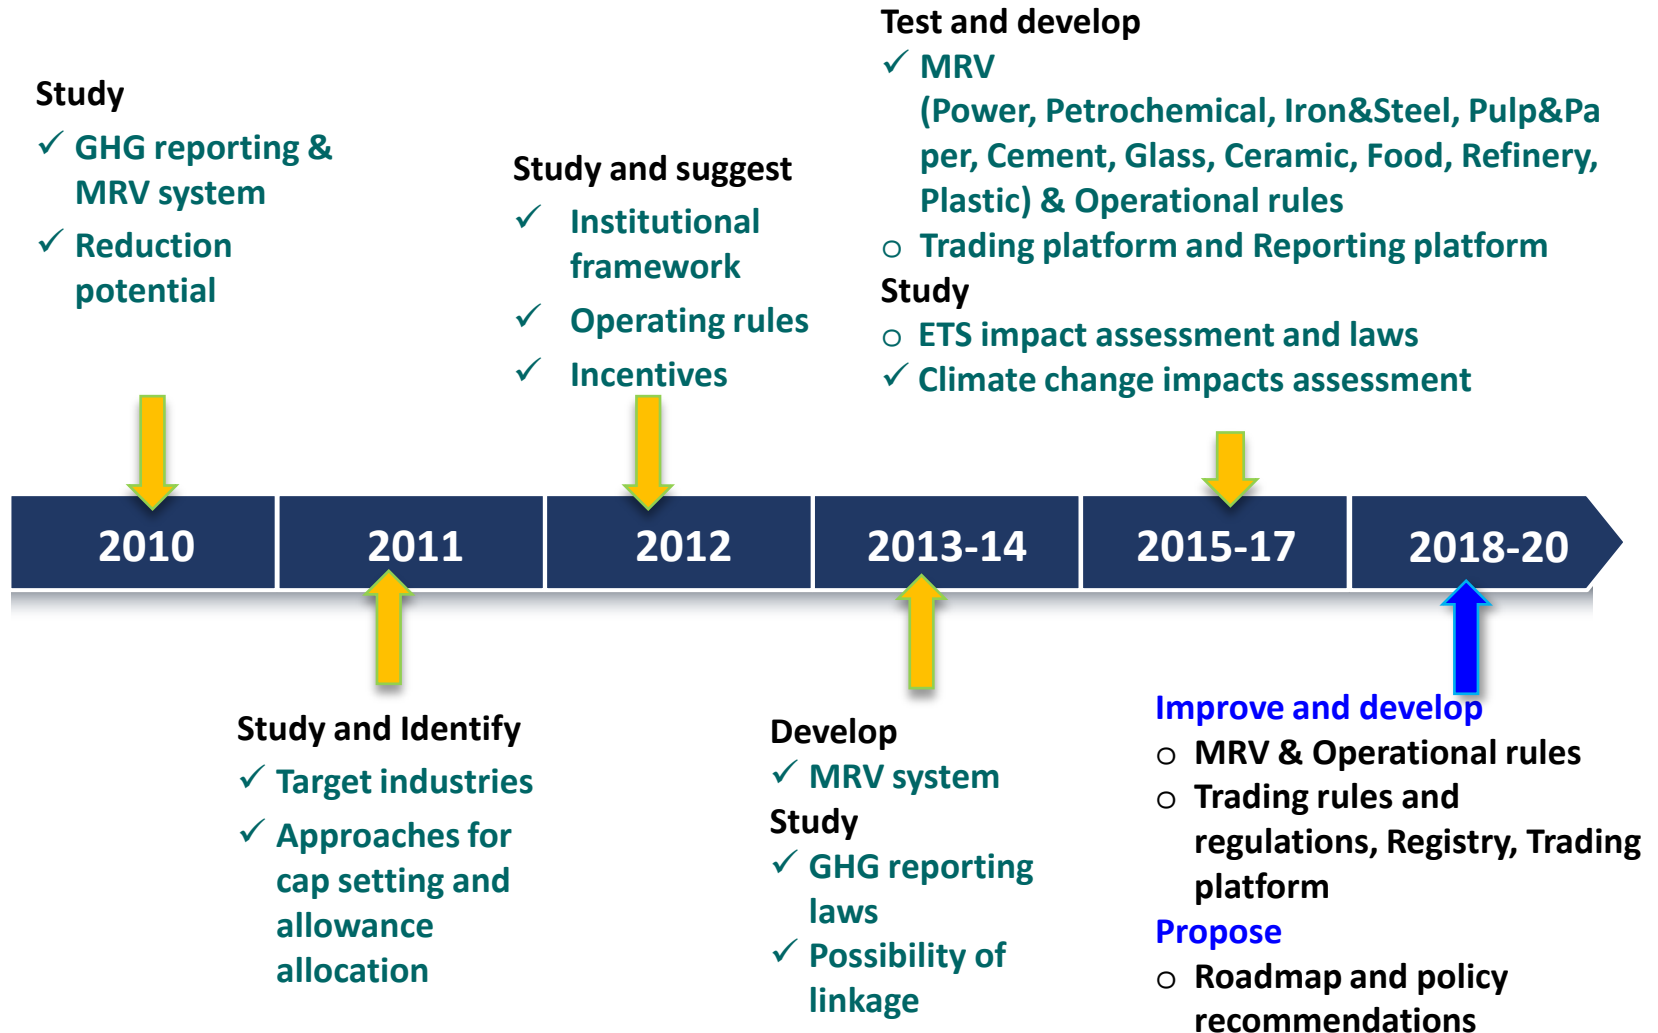 Study
✓ GHG reporting &
MRV system
✓ Reduction
potential
Study and suggest
✓ Institutional
framework
✓ Operating rules
✓ Incentives
Test and develop
✓ MRV
(Power, Petrochemical, Iron&Steel, Pulp&Pa
per, Cement, Glass, Ceramic, Food, Refinery,
Plastic) & Operational rules
o Trading platform and Reporting platform
Study
o ETS impact assessment and laws
✓ Climate change impacts assessment
2010
2011
2012
2013-14
2015-17
2018-20
Study and Identify
✓ Target industries
✓ Approaches for
cap setting and
allowance
allocation
Develop
✓ MRV system
Study
✓ GHG reporting
laws
✓ Possibility of
linkage
Improve and develop
o MRV & Operational rules
o Trading rules and
regulations, Registry, Trading
platform
Propose
o Roadmap and policy
recommendations